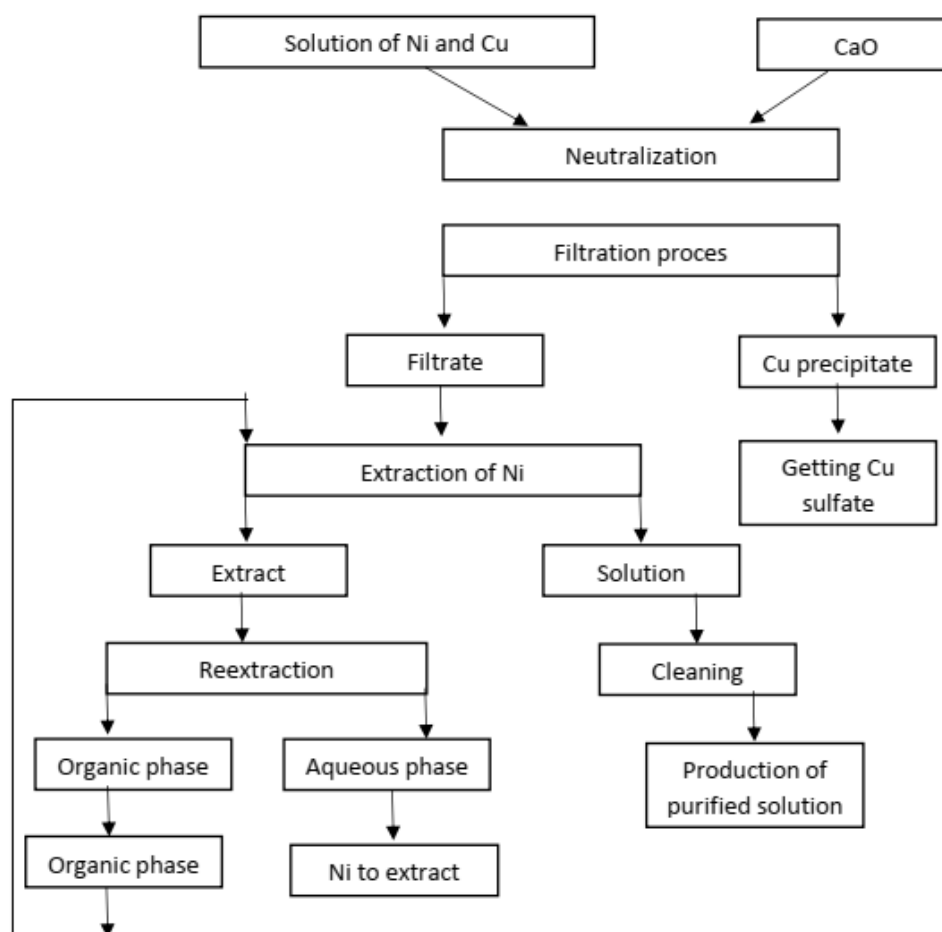 Solution of Ni and Cu
CaO
Neutralization
Filtration proces
Filtrate
Cu precipitate
Extraction of Ni
Getting Cu
sulfate
Extract
Solution
Reextraction
Cleaning
Organic phase
Aqueous phase
Production of
purified solution
Organic phase
Ni to extract